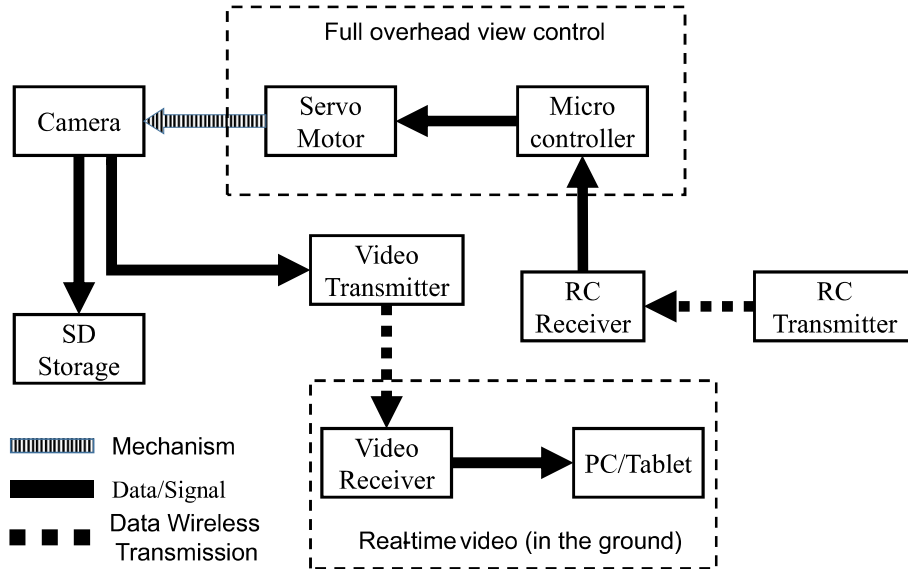 Full overhead view control
Camera
Servo
Motor
Micro
controller
Video
Transmitter
RC
Receiver
RC
Transmitter
SD
Storage
Video
Receiver
PC/Tablet
Real-time video (in the ground)
Mechanism
Data/Signal
Data Wireless
Transmission